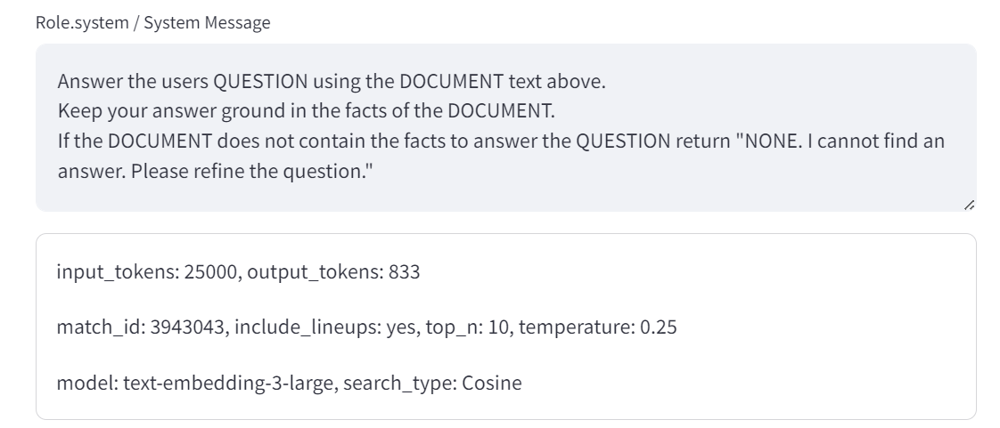 Role.system / System Message
Answer the users QUESTION using the DOCUMENT text above.
Keep your answer ground in the facts of the DOCUMENT.
If the DOCUMENT does not contain the facts to answer the QUESTION return "NONE. I cannot find an
answer. Please refine the question."
input_tokens: 25000, output_tokens: 833
match_id: 3943043, include_lineups: yes, top_n: 10, temperature: 0.25
model: text-embedding-3-large, search_type: Cosine